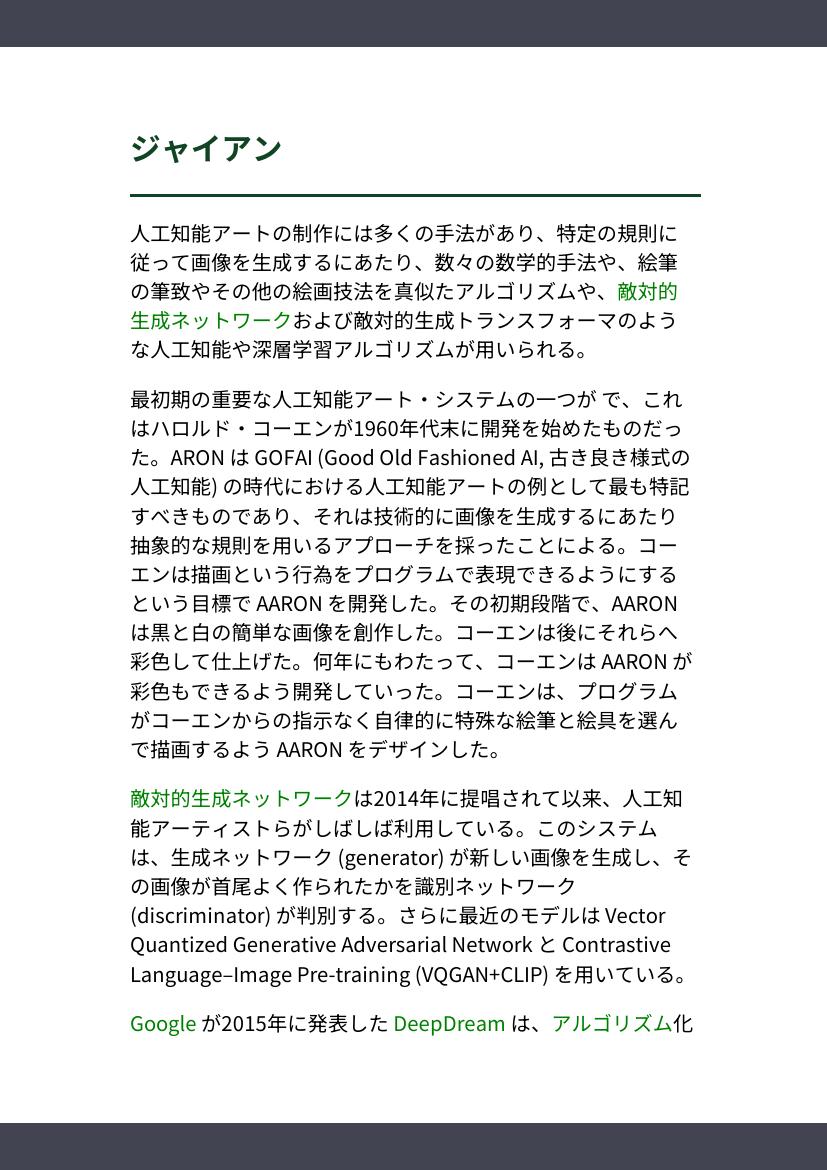 ジャイアン
人工知能アートの制作には多くの手法があり、特定の規則に
従って画像を生成するにあたり、数々の数学的手法や、絵筆
の筆致やその他の絵画技法を真似たアルゴリズムや、敵対的
生成ネットワークおよび敵対的生成トランスフォーマのよう
な人工知能や深層学習アルゴリズムが用いられる。
最初期の重要な人工知能アート・システムの一つが で、これ
はハロルド・コーエンが1960年代末に開発を始めたものだっ
た。ARON は GOFAI (Good Old Fashioned AI, 古き良き様式の
人工知能) の時代における人工知能アートの例として最も特記
すべきものであり、それは技術的に画像を生成するにあたり
抽象的な規則を用いるアプローチを採ったことによる。コー
エンは描画という行為をプログラムで表現できるようにする
という目標で AARON を開発した。その初期段階で、AARON
は黒と白の簡単な画像を創作した。コーエンは後にそれらへ
彩色して仕上げた。何年にもわたって、コーエンは AARON が
彩色もできるよう開発していった。コーエンは、プログラム
がコーエンからの指示なく自律的に特殊な絵筆と絵具を選ん
で描画するよう AARON をデザインした。
敵対的生成ネットワークは2014年に提唱されて以来、人工知
能アーティストらがしばしば利用している。このシステム
は、生成ネットワーク (generator) が新しい画像を生成し、そ
の画像が首尾よく作られたかを識別ネットワーク
(discriminator) が判別する。さらに最近のモデルは Vector
Quantized Generative Adversarial Network と Contrastive
Language–Image Pre-training (VQGAN+CLIP) を用いている。
Google が2015年に発表した DeepDream は、アルゴリズム化